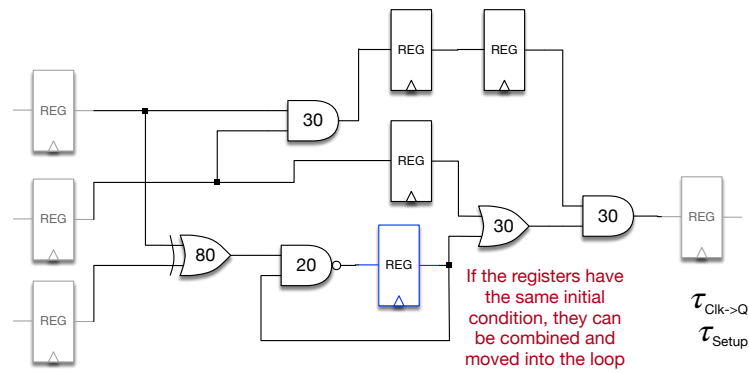 REG
REG
REG
30
REG
REG
REG
30
30
REG
REG
80
20
REG
If the registers have
the same initial
condition, they can
be combined and
moved into the loop
τClk->Q
τSetup